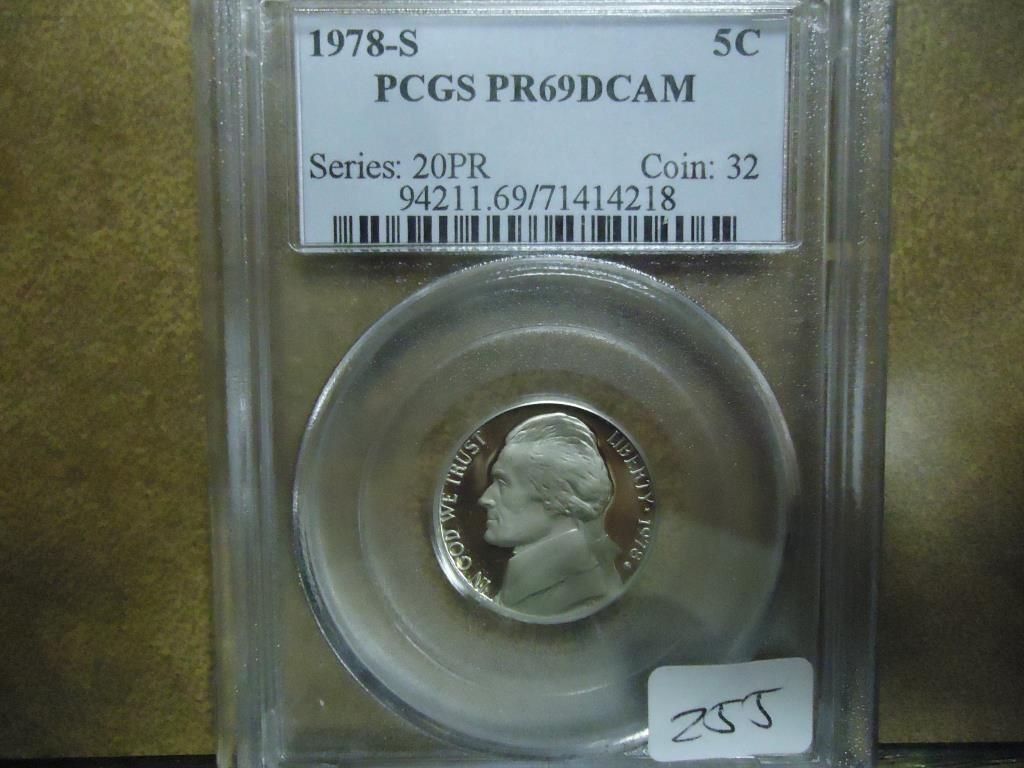 1978-S 5C
PCGS PR69DCAM
Series: 20PR Coin: 32
94211.69/71414218
IN GOD WE TRUST
LIBERTY · 1978 S
255